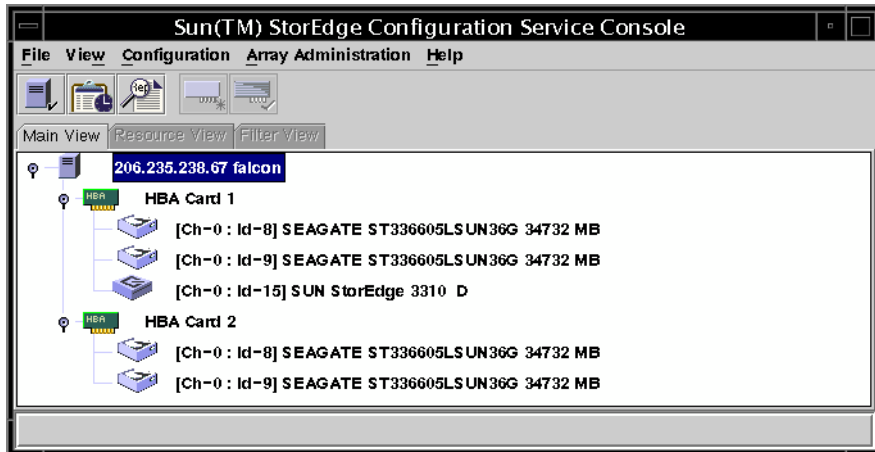 Sun(TM) StorEdge Configuration Service Console
File View Configuration Array Administration Help
Rep
Main View Resource View Filter View
206.235.238.67 falcon
HBA HBA Card 1
[Ch-0 : Id-8] SEAGATE ST336605LSUN36G 34732 MB
[Ch-0 : Id-9] SEAGATE ST336605LSUN36G 34732 MB
[Ch-0 : Id-15] SUN StorEdge 3310 D
HBA HBA Card 2
[Ch-0 : Id-8] SEAGATE ST336605LSUN36G 34732 MB
[Ch-0 : Id-9] SEAGATE ST336605LSUN36G 34732 MB